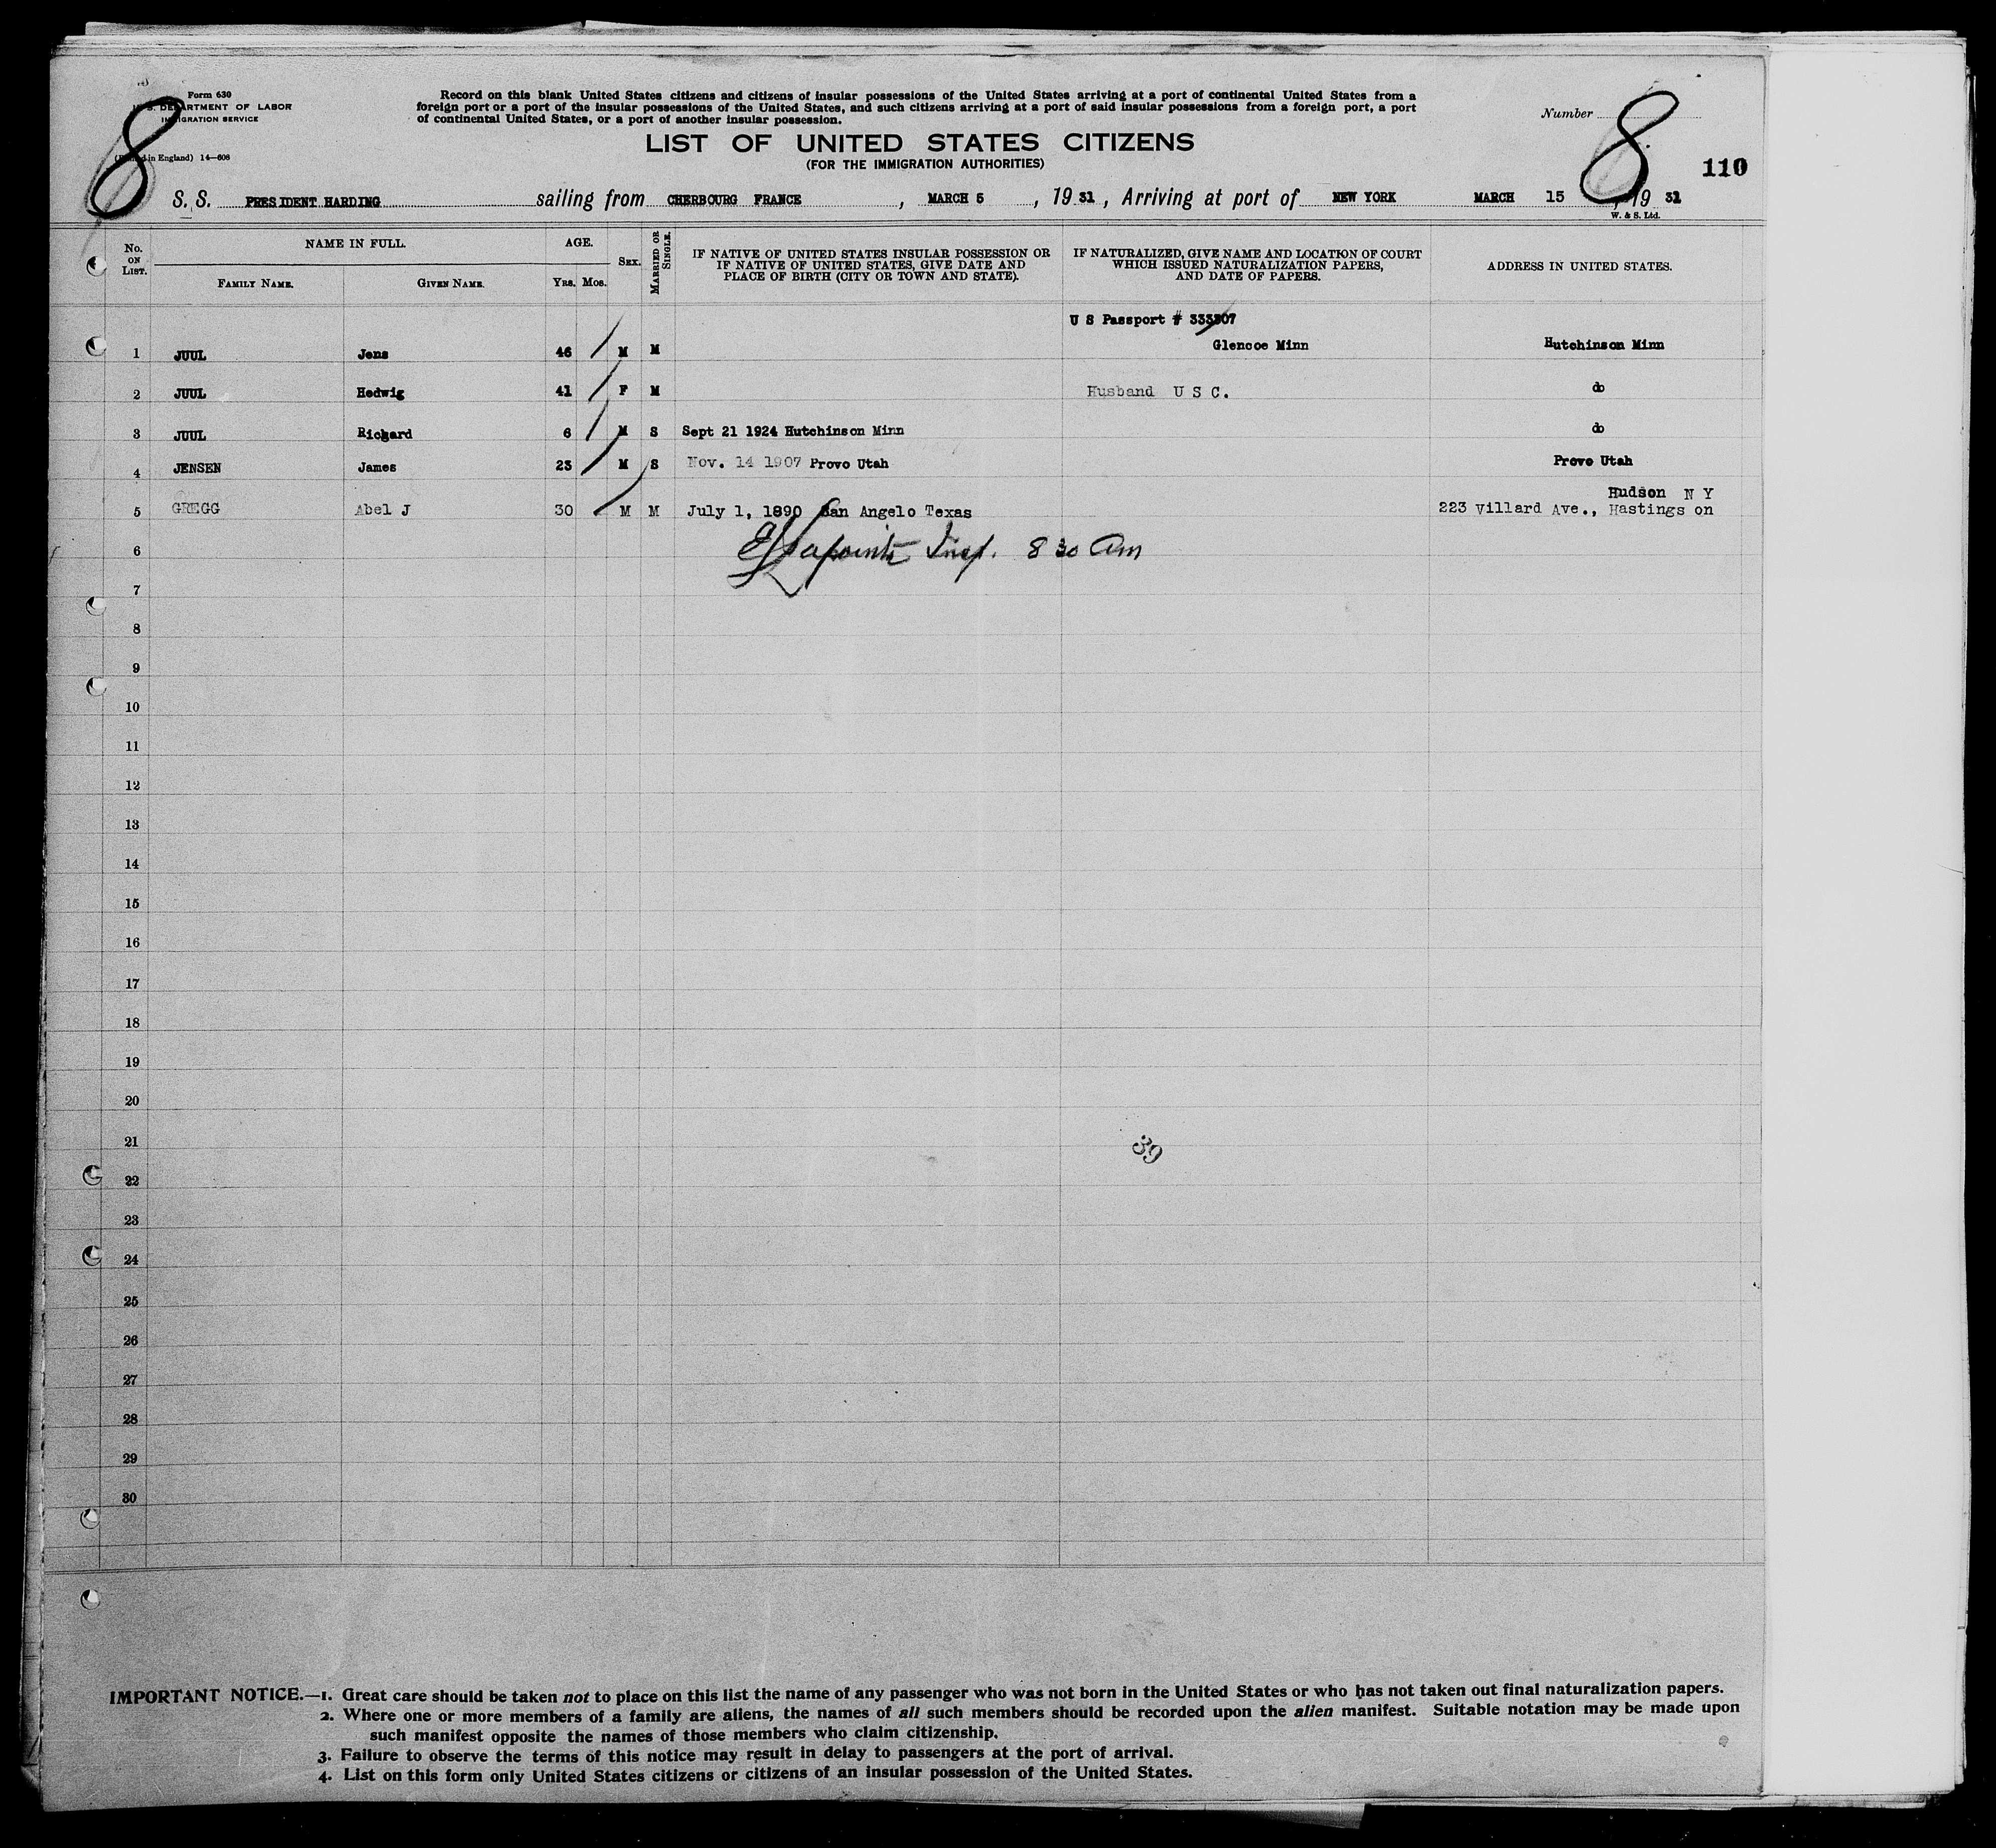 8
Form 630
U. S. DEPARTMENT OF LABOR
IMMIGRATION SERVICE
in England) 14—608
Record on this blank United States citizens and citizens of insular possessions of the United States arriving at a port of continental United States from a
foreign port or a port of the insular possessions of the United States, and such citizens arriving at a port of said insular possessions from a foreign port, a port
of continental United States, or a port of another insular possession.
LIST OF UNITED STATES CITIZENS
(FOR THE IMMIGRATION AUTHORITIES)
Number 8
110
S. S. PRESIDENT HARDING sailing from CHERBOURG FRANCE, MARCH 5, 19 31, Arriving at port of NEW YORK MARCH 15, 19 31
W. & S. Ltd.
No. ON LIST. NAME IN FULL. AGE. SEX. MARRIED OR SINGLE. IF NATIVE OF UNITED STATES INSULAR POSSESSION OR IF NATIVE OF UNITED STATES, GIVE DATE AND PLACE OF BIRTH (CITY OR TOWN AND STATE). IF NATURALIZED, GIVE NAME AND LOCATION OF COURT WHICH ISSUED NATURALIZATION PAPERS, AND DATE OF PAPERS. ADDRESS IN UNITED STATES.
FAMILY NAME. GIVEN NAME. YRS. MOS.
U S Passport # 333307
1 JUUL Jens 46 M M Glencoe Minn Hutchinson Minn
2 JUUL Hedwig 41 F M Husband U S C. do
3 JUUL Richard 6 M S Sept 21 1924 Hutchinson Minn do
4 JENSEN James 23 M S Nov. 14 1907 Provo Utah Provo Utah
Hudson N Y
5 GREGG Abel J 30 M M July 1, 1890 San Angelo Texas 223 Villard Ave., Hastings on
6 Lapointe Insp. 8 30 Am
7
8
9
10
11
12
13
14
15
16
17
18
19
20
21
39
22
23
24
25
26
27
28
29
30
IMPORTANT NOTICE.—1. Great care should be taken not to place on this list the name of any passenger who was not born in the United States or who has not taken out final naturalization papers.
2. Where one or more members of a family are aliens, the names of all such members should be recorded upon the alien manifest. Suitable notation may be made upon
such manifest opposite the names of those members who claim citizenship.
3. Failure to observe the terms of this notice may result in delay to passengers at the port of arrival.
4. List on this form only United States citizens or citizens of an insular possession of the United States.